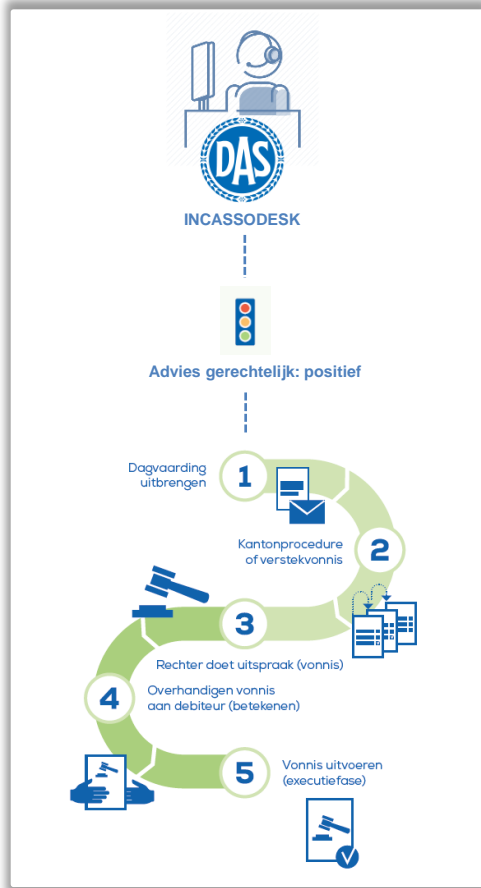 DAS
INCASSODESK
Advies gerechtelijk: positief
Dagvaarding
uitbrengen
1
Kantonprocedure
of verstekvonnis
2
3
Rechter doet uitspraak (vonnis)
4
Overhandigen vonnis
aan debiteur (betekenen)
5
Vonnis uitvoeren
(executiefase)